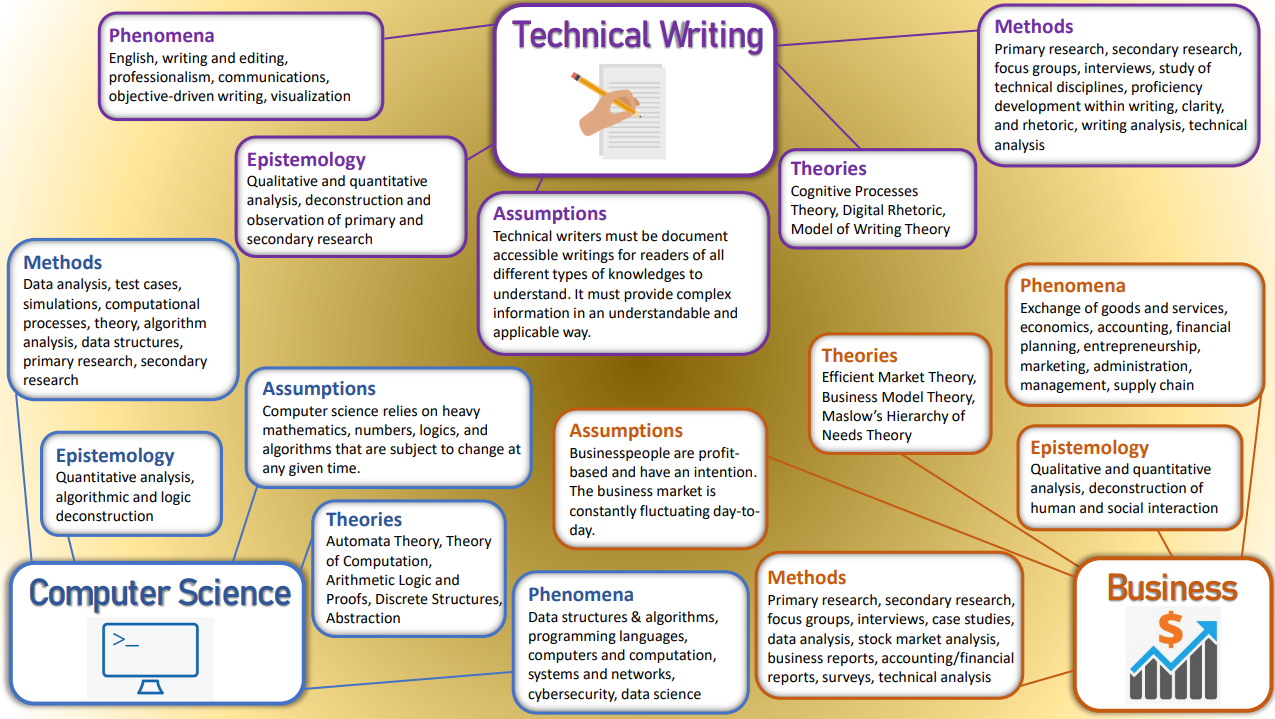 Technical Writing
Phenomena
English, writing and editing,
professionalism, communications,
objective-driven writing, visualization
Methods
Primary research, secondary research,
focus groups, interviews, study of
technical disciplines, proficiency
development within writing, clarity,
and rhetoric, writing analysis, technical
analysis
Epistemology
Qualitative and quantitative
analysis, deconstruction and
observation of primary and
secondary research
Theories
Cognitive Processes
Theory, Digital Rhetoric,
Model of Writing Theory
Assumptions
Technical writers must be document
accessible writings for readers of all
different types of knowledges to
understand. It must provide complex
information in an understandable and
applicable way.
Methods
Data analysis, test cases,
simulations, computational
processes, theory, algorithm
analysis, data structures,
primary research, secondary
research
Assumptions
Computer science relies on heavy
mathematics, numbers, logics, and
algorithms that are subject to change at
any given time.
Epistemology
Quantitative analysis,
algorithmic and logic
deconstruction
Theories
Automata Theory, Theory
of Computation,
Arithmetic Logic and
Proofs, Discrete Structures,
Abstraction
Computer Science
>_
Phenomena
Data structures & algorithms,
programming languages,
computers and computation,
systems and networks,
cybersecurity, data science
Phenomena
Exchange of goods and services,
economics, accounting, financial
planning, entrepreneurship,
marketing, administration,
management, supply chain
Theories
Efficient Market Theory,
Business Model Theory,
Maslow's Hierarchy of
Needs Theory
Assumptions
Businesspeople are profit-
based and have an intention.
The business market is
constantly fluctuating day-to-
day.
Epistemology
Qualitative and quantitative
analysis, deconstruction of
human and social interaction
Methods
Primary research, secondary research,
focus groups, interviews, case studies,
data analysis, stock market analysis,
business reports, accounting/financial
reports, surveys, technical analysis
Business
$